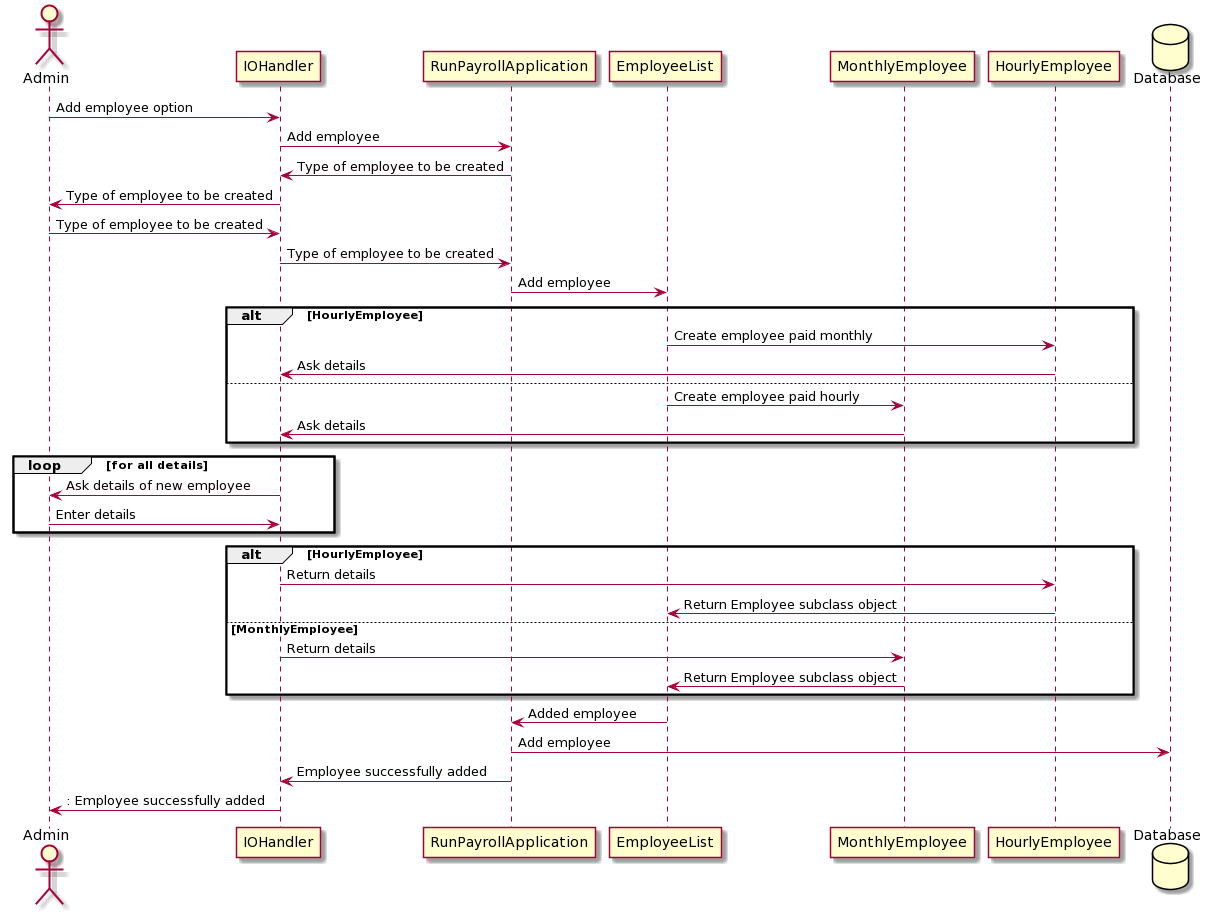 Admin
IOHandler
RunPayrollApplication
EmployeeList
MonthlyEmployee
HourlyEmployee
Database
Add employee option
Add employee
Type of employee to be created
Type of employee to be created
Type of employee to be created
Type of employee to be created
Add employee
alt [HourlyEmployee]
Create employee paid monthly
Ask details
Create employee paid hourly
Ask details
loop [for all details]
Ask details of new employee
Enter details
alt [HourlyEmployee]
Return details
Return Employee subclass object
[MonthlyEmployee]
Return details
Return Employee subclass object
Added employee
Add employee
Employee successfully added
: Employee successfully added
Admin
IOHandler
RunPayrollApplication
EmployeeList
MonthlyEmployee
HourlyEmployee
Database